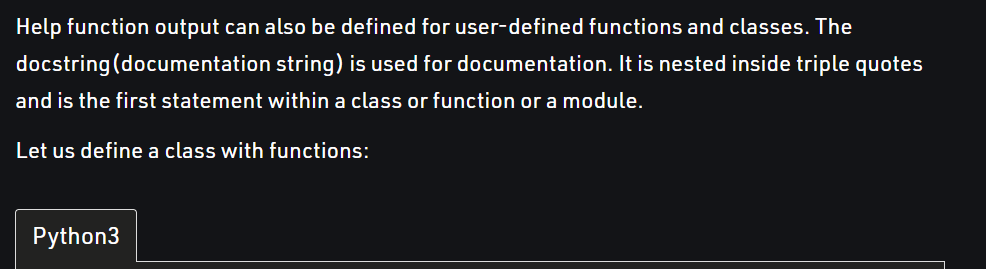 Help function output can also be defined for user-defined functions and classes. The
docstring(documentation string) is used for documentation. It is nested inside triple quotes
and is the first statement within a class or function or a module.
Let us define a class with functions:
Python3